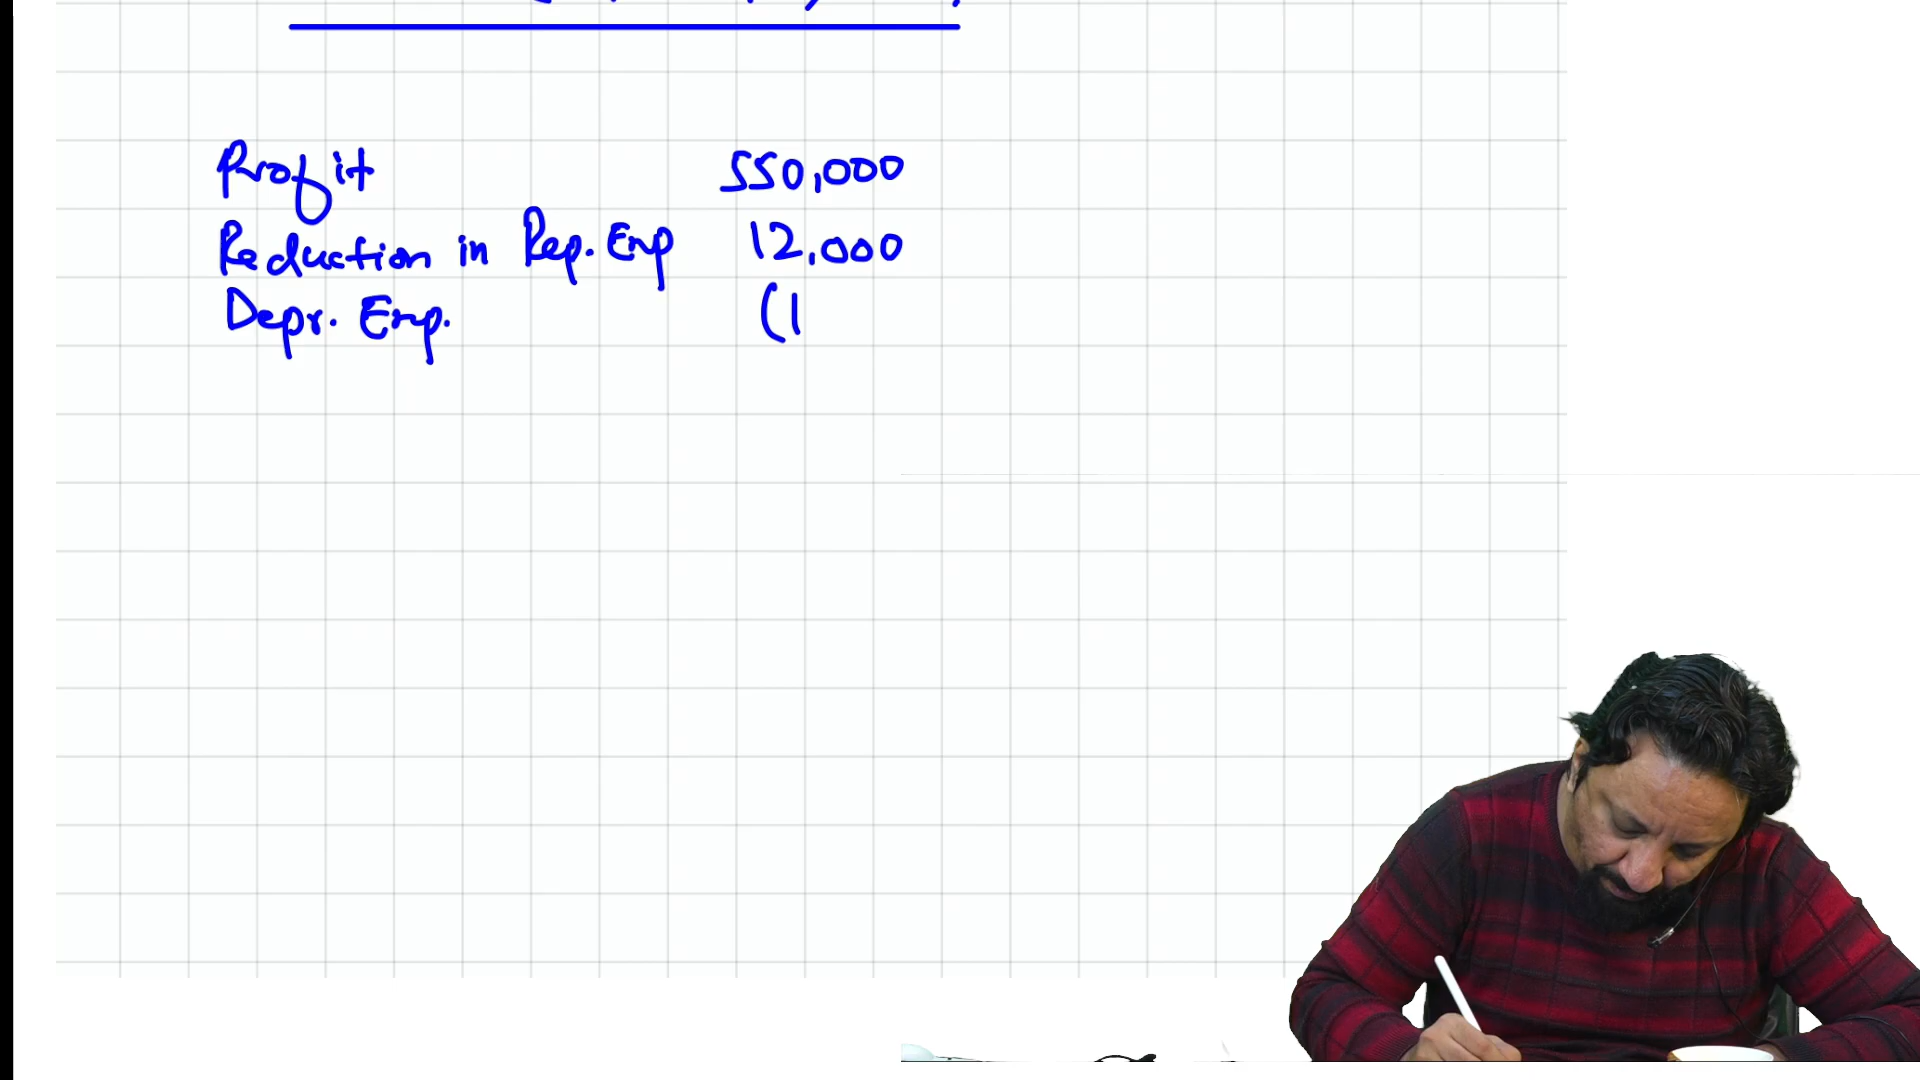 Profit 550,000
Reduction in Rep. Exp 12,000
Depr. Exp. (1